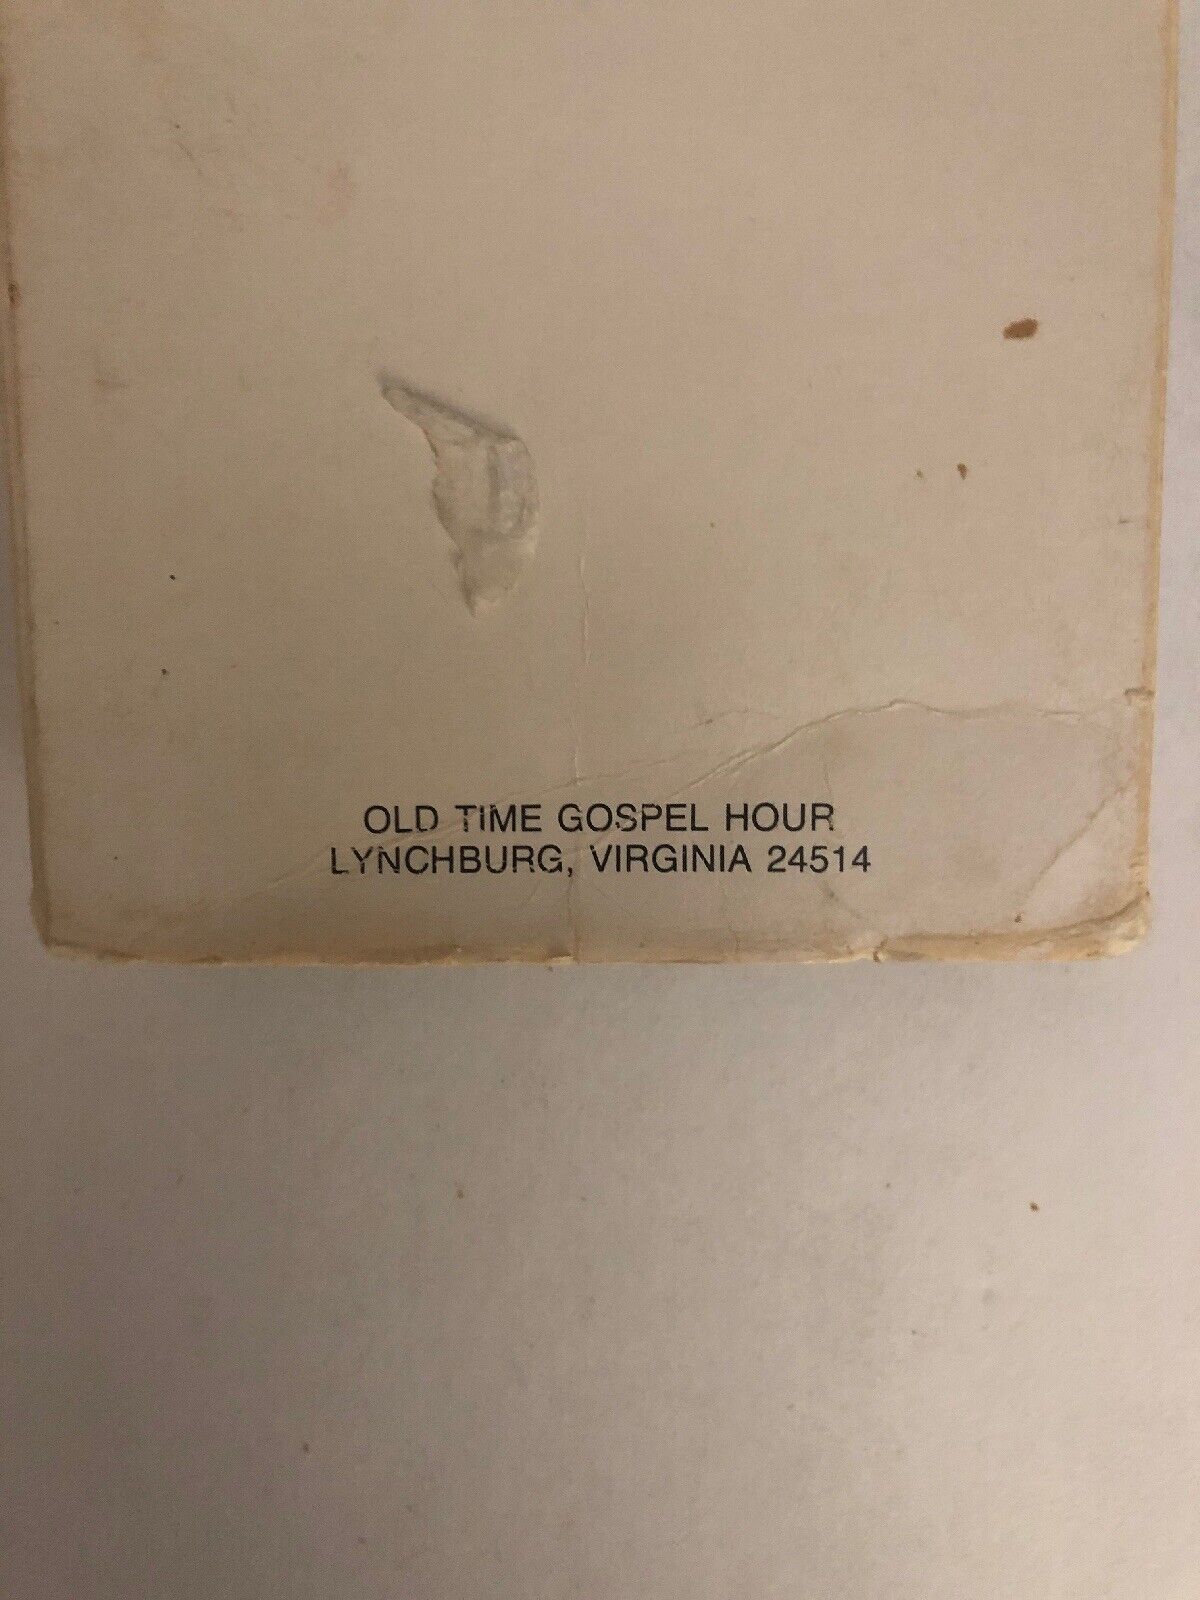 OLD TIME GOSPEL HOUR
LYNCHBURG, VIRGINIA 24514